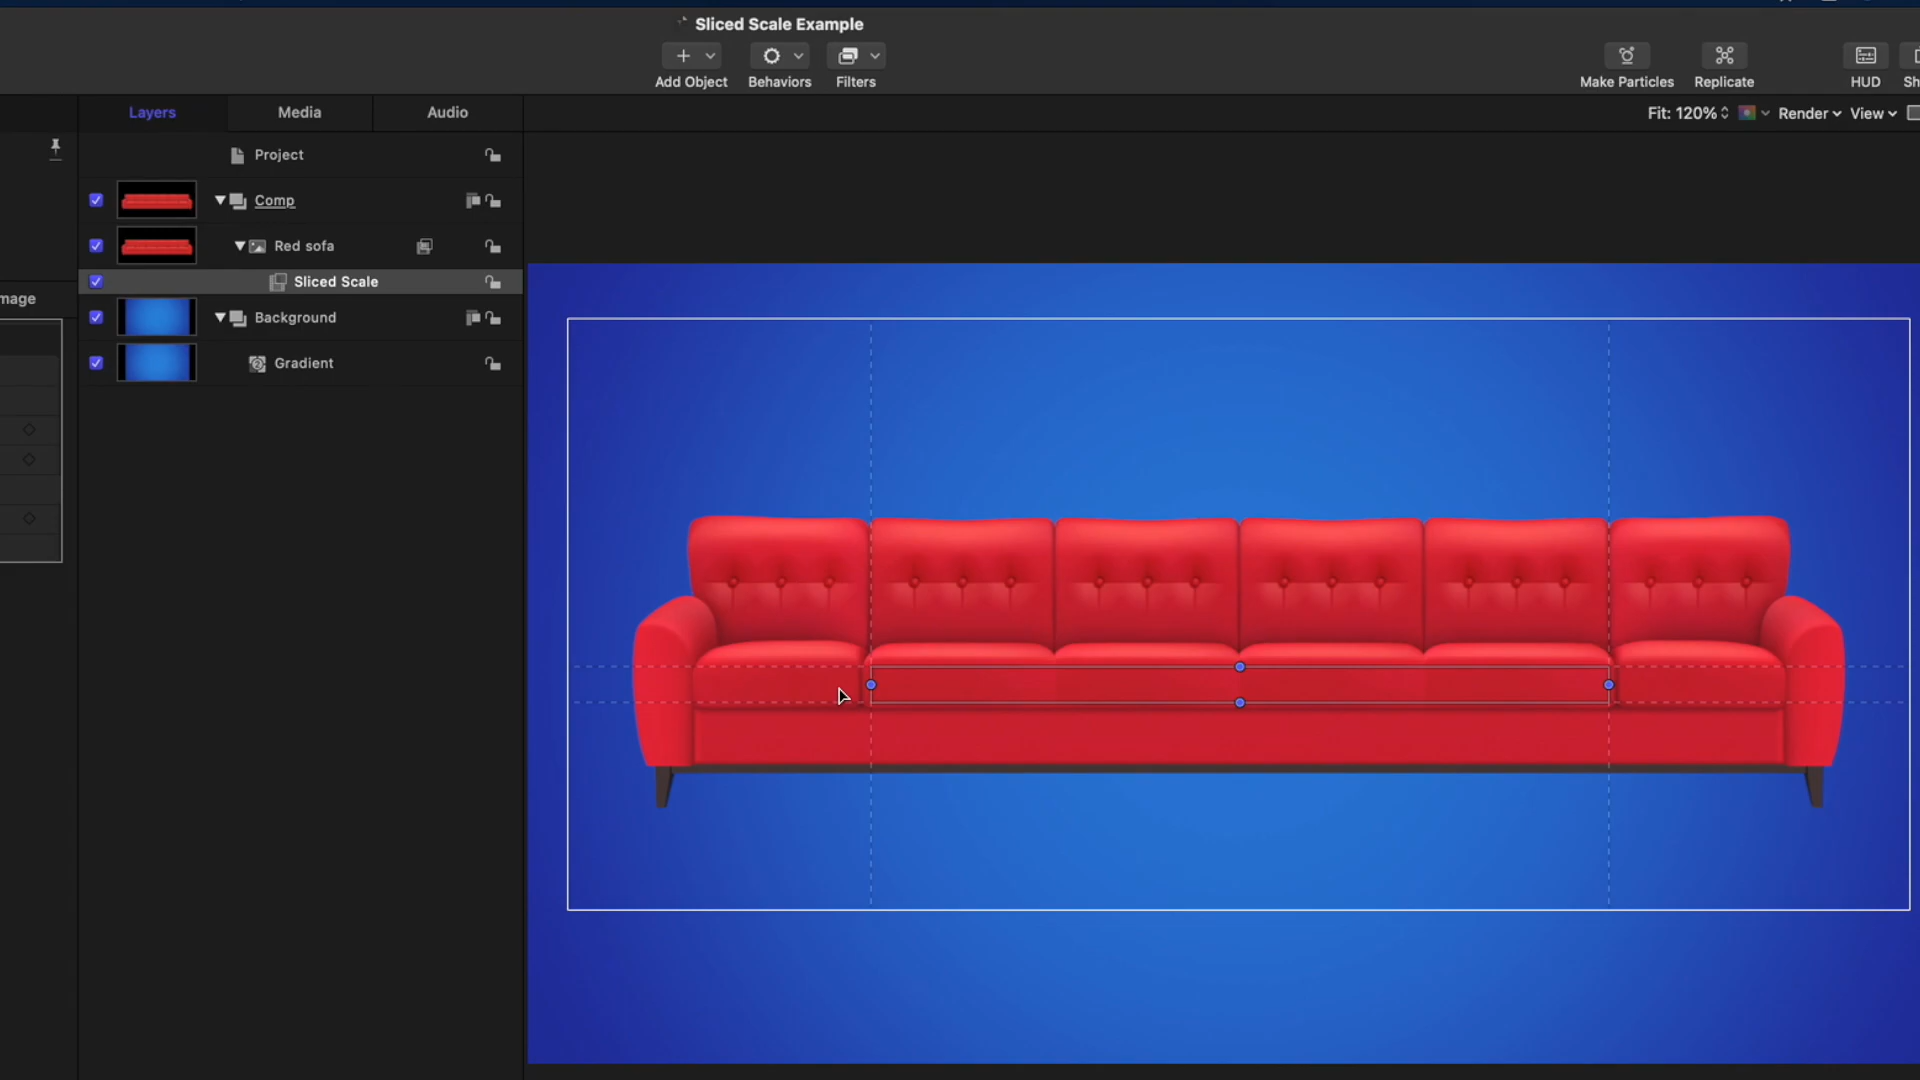 Sliced Scale Example
Add Object
Behaviors
Filters
Make Particles
Replicate
HUD
Sh
Layers
Media
Audio
Fit: 120%
Render
View
Project
Comp
Red sofa
Sliced Scale
mage
Background
Gradient